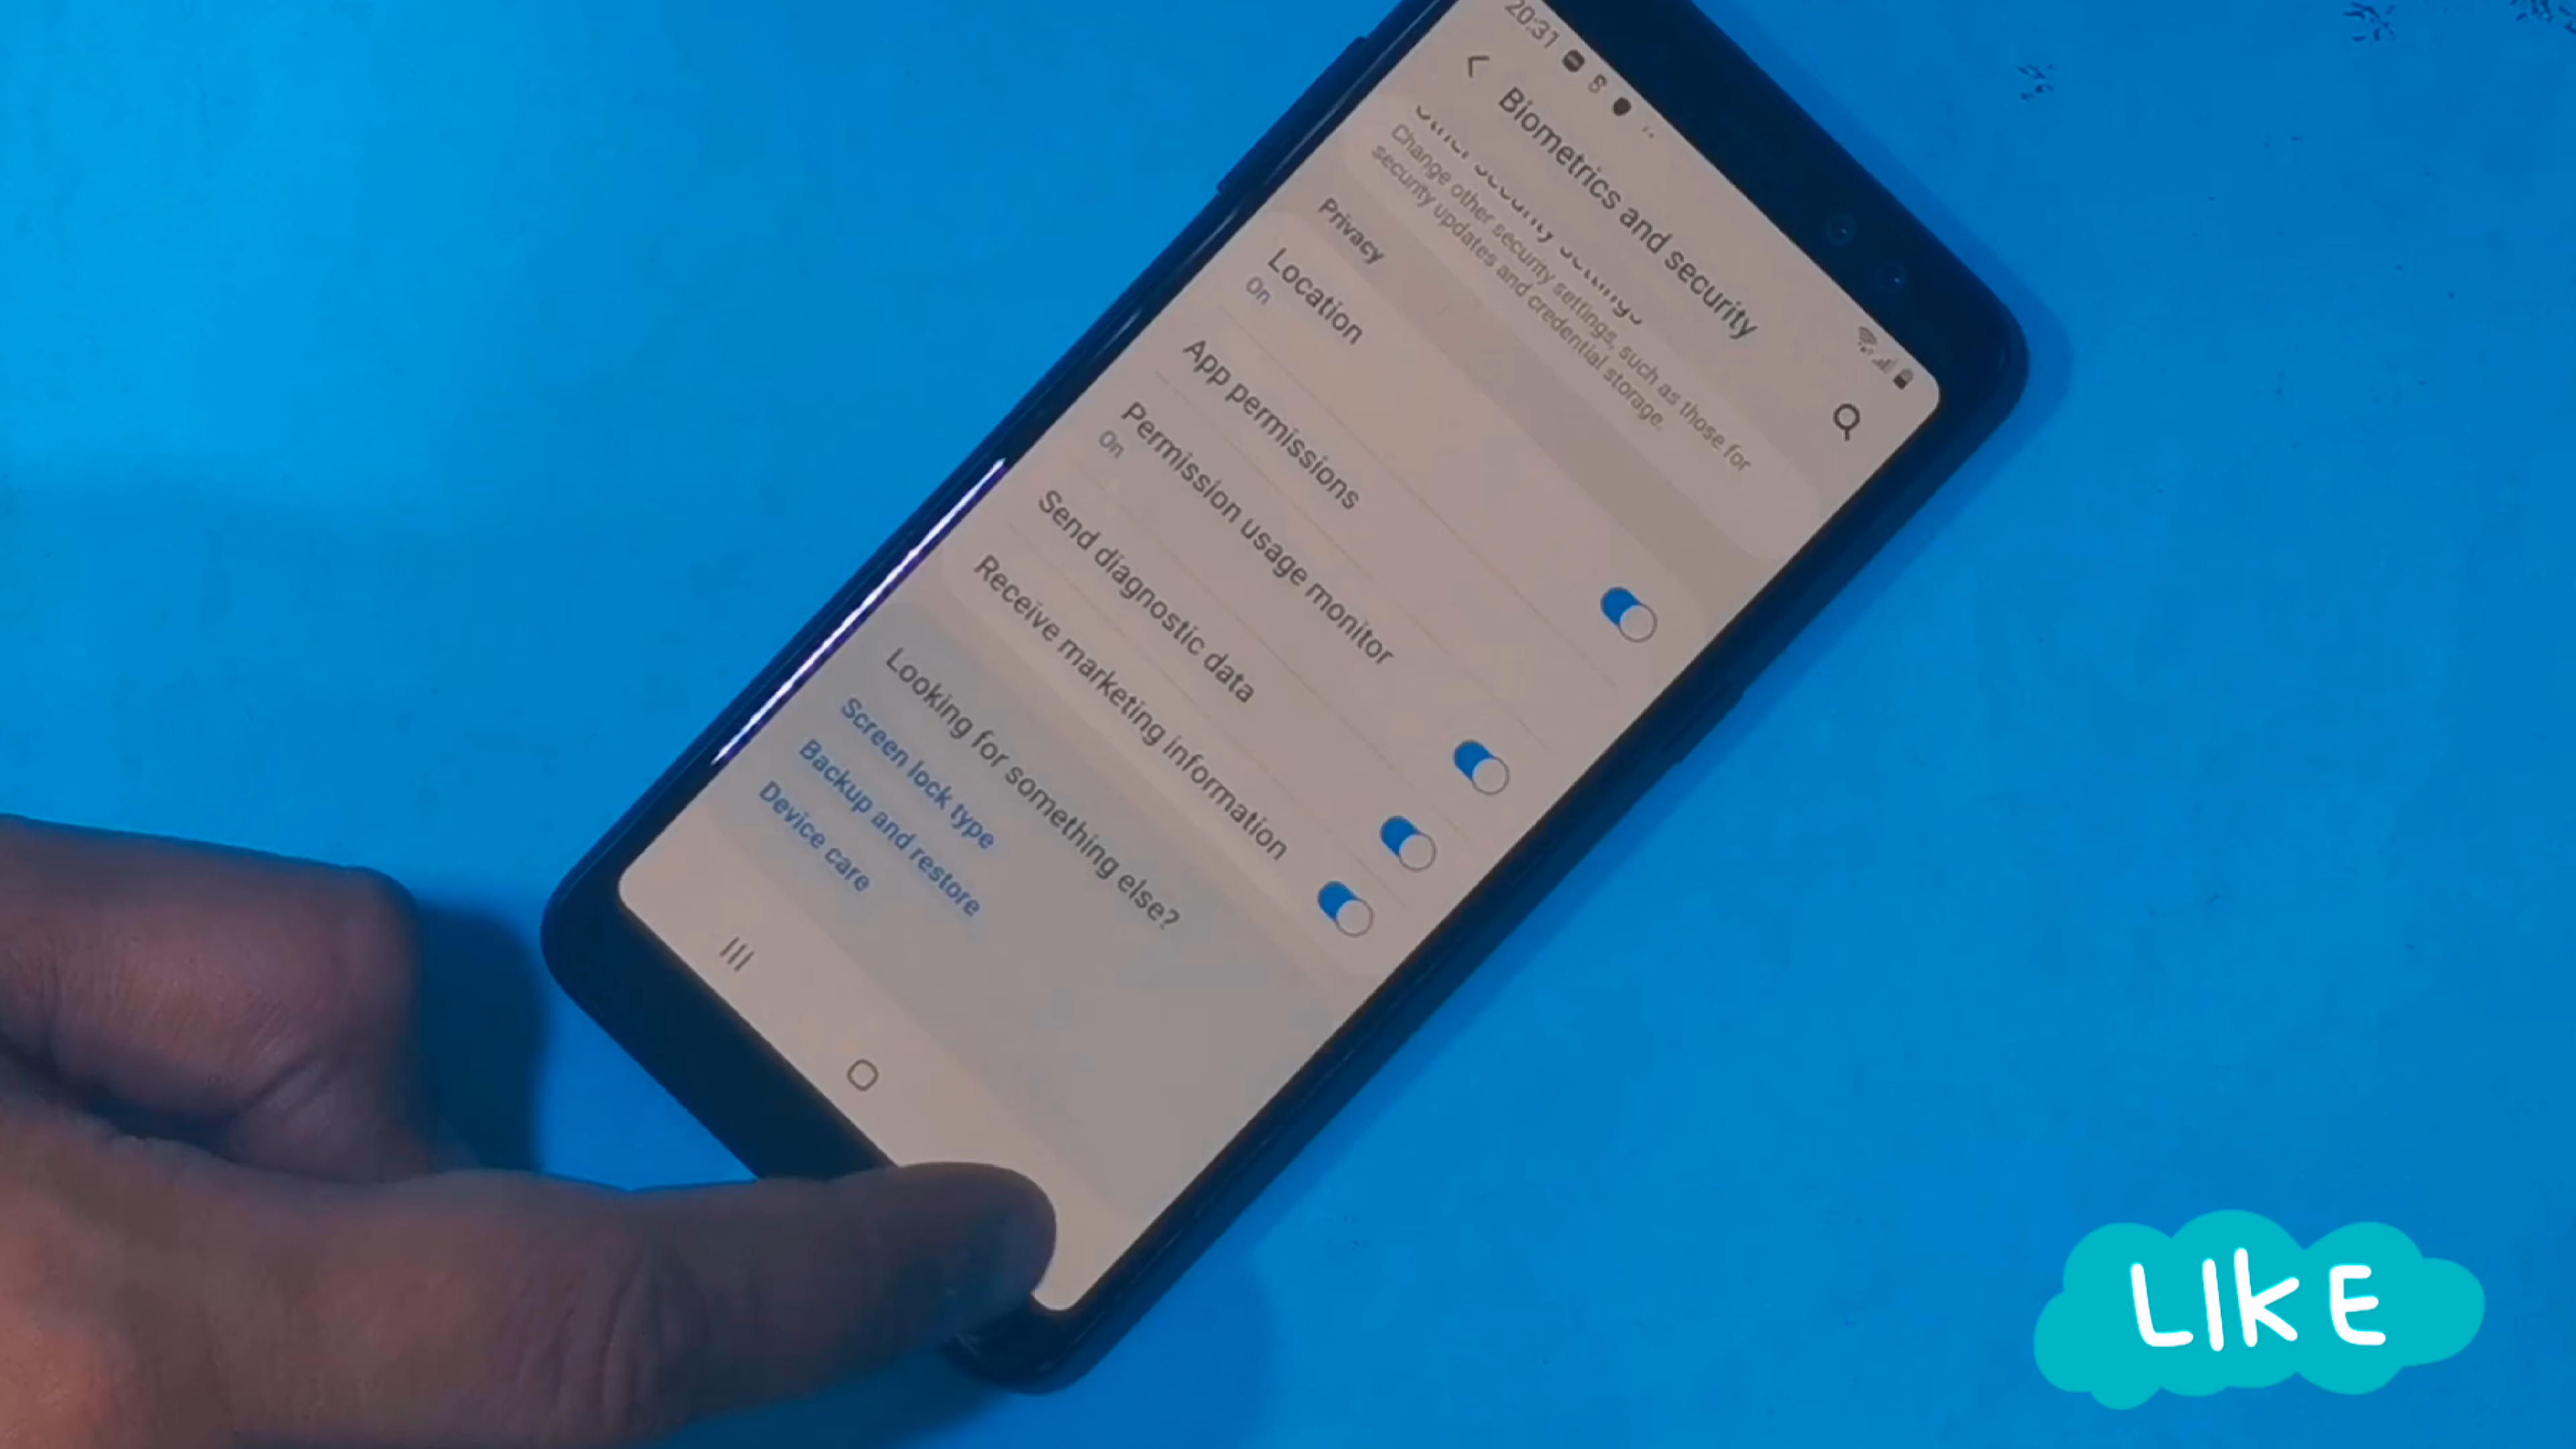 20:31
Biometrics and security
Change other security settings, such as those for
security updates and credential storage.
Privacy
Location
On
App permissions
Permission usage monitor
On
Send diagnostic data
Receive marketing information
Looking for something else?
Screen lock type
Backup and restore
Device care
LIKE